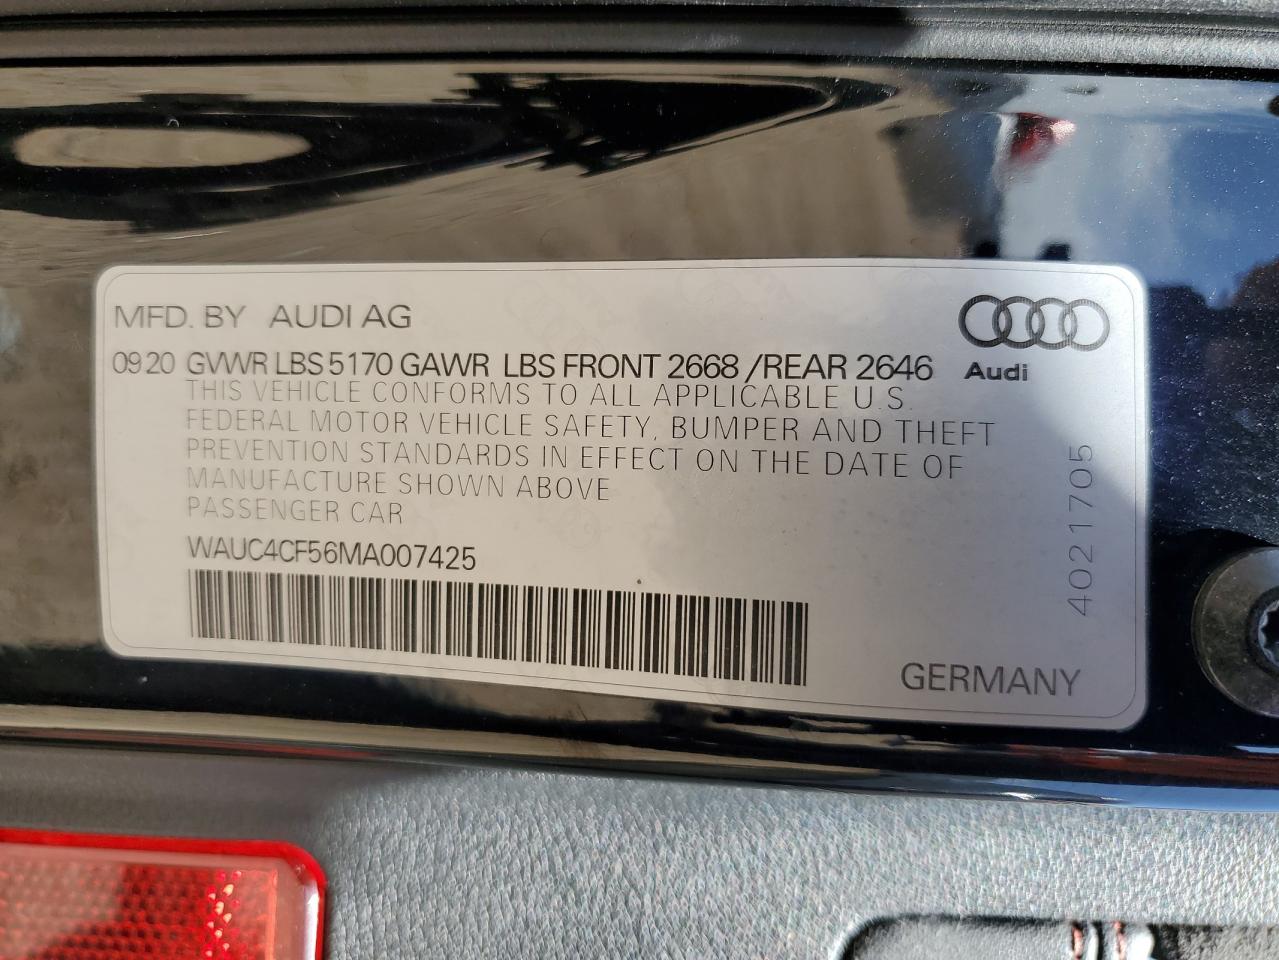 MFD. BY AUDI AG
09.20 GVWR LBS 5170 GAWR LBS FRONT 2668 /REAR 2646
Audi
THIS VEHICLE CONFORMS TO ALL APPLICABLE U.S.
FEDERAL MOTOR VEHICLE SAFETY, BUMPER AND THEFT
PREVENTION STANDARDS IN EFFECT ON THE DATE OF
MANUFACTURE SHOWN ABOVE
PASSENGER CAR
WAUC4CF56MA007425
4021705
GERMANY